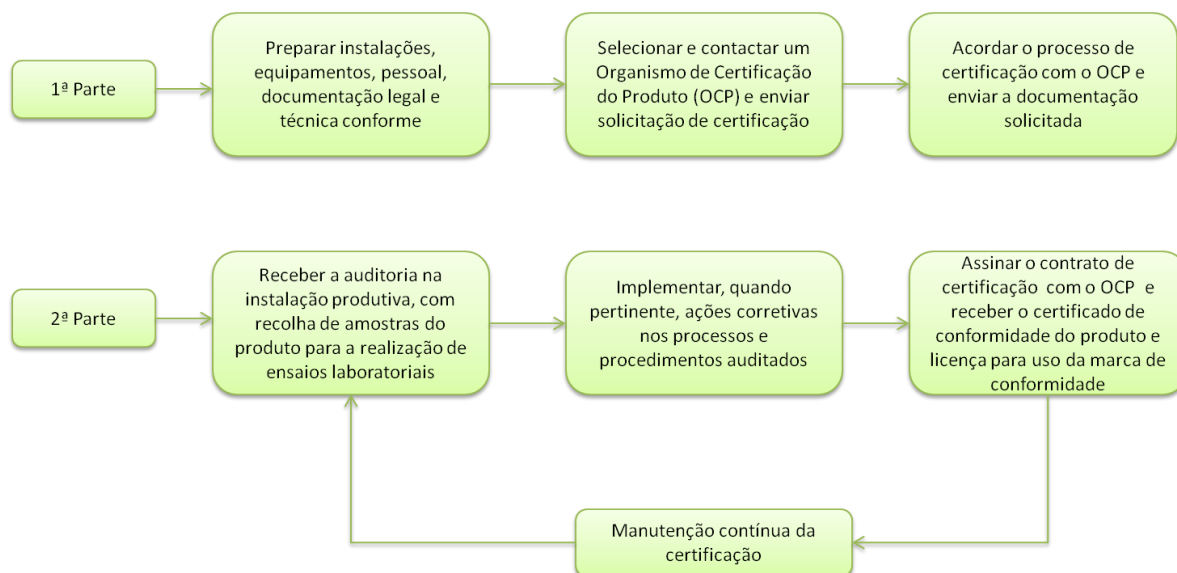 1ª Parte
Preparar instalações,
equipamentos, pessoal,
documentação legal e
técnica conforme
Selecionar e contactar um
Organismo de Certificação
do Produto (OCP) e enviar
solicitação de certificação
Acordar o processo de
certificação com o OCP e
enviar a documentação
solicitada
2ª Parte
Receber a auditoria na
instalação produtiva, com
recolha de amostras do
produto para a realização de
ensaios laboratoriais
Implementar, quando
pertinente, ações corretivas
nos processos e
procedimentos auditados
Assinar o contrato de
certificação com o OCP e
receber o certificado de
conformidade do produto e
licença para uso da marca de
conformidade
Manutenção contínua da
certificação